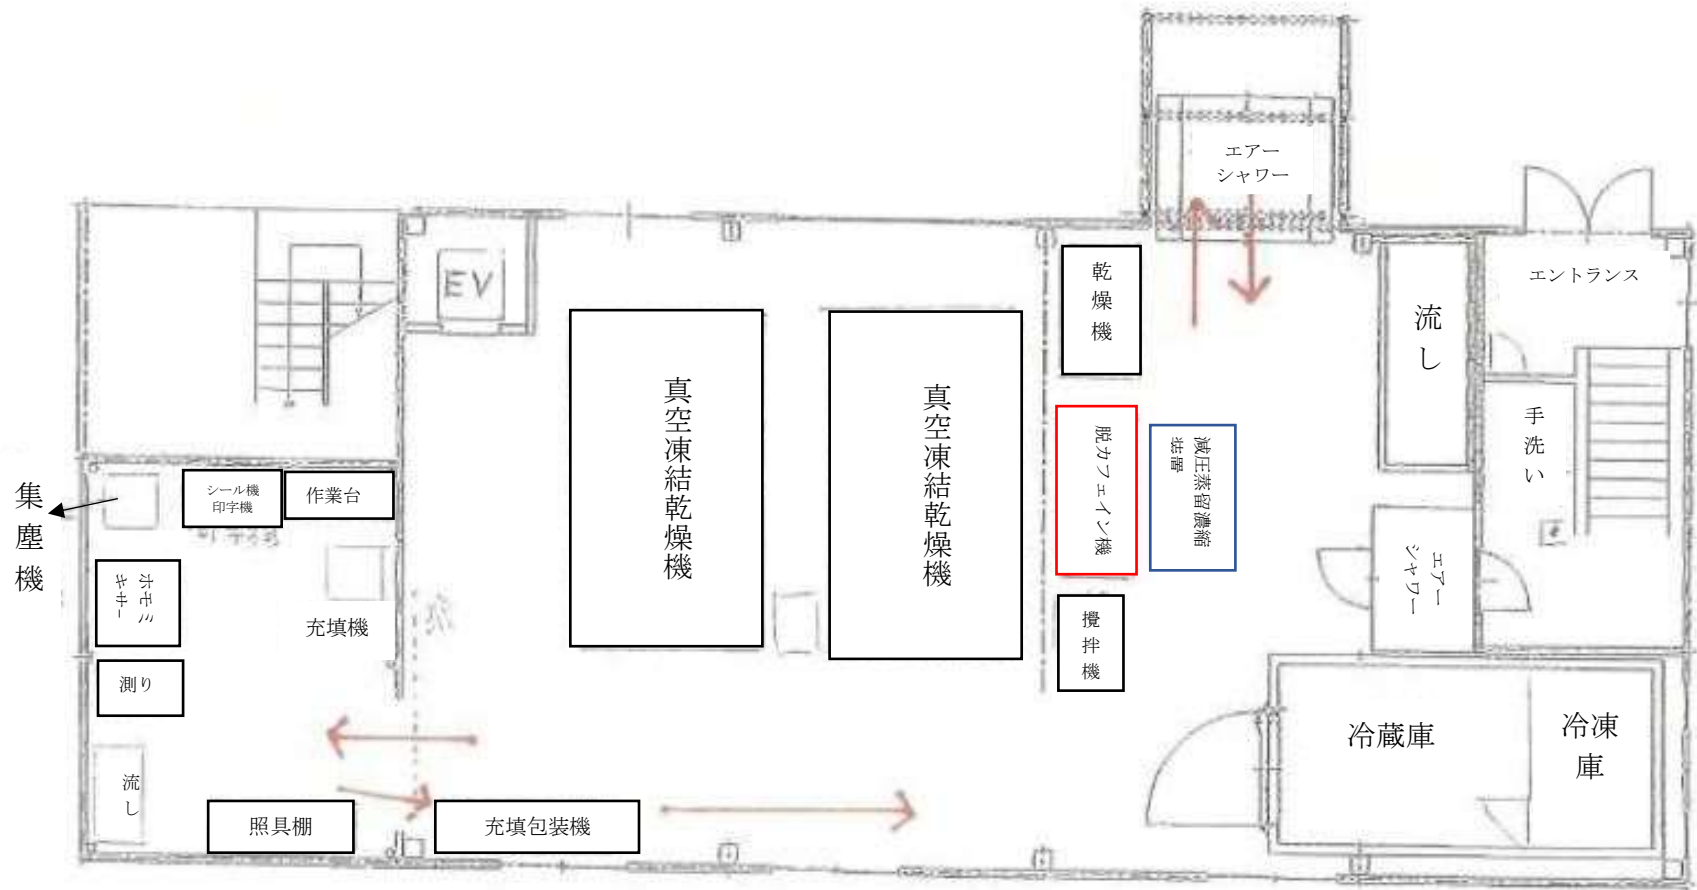 エアー
シャワー
EV
乾燥機
エントランス
流し
真空凍結乾燥機
真空凍結乾燥機
手洗い
脱カフェイン機
減圧蒸留濃縮
装置
集塵機
シール機
印字機
作業台
ホモミ
キサー
充填機
エアー
シャワー
攪拌機
測り
冷蔵庫
冷凍
庫
流し
照具棚
充填包装機